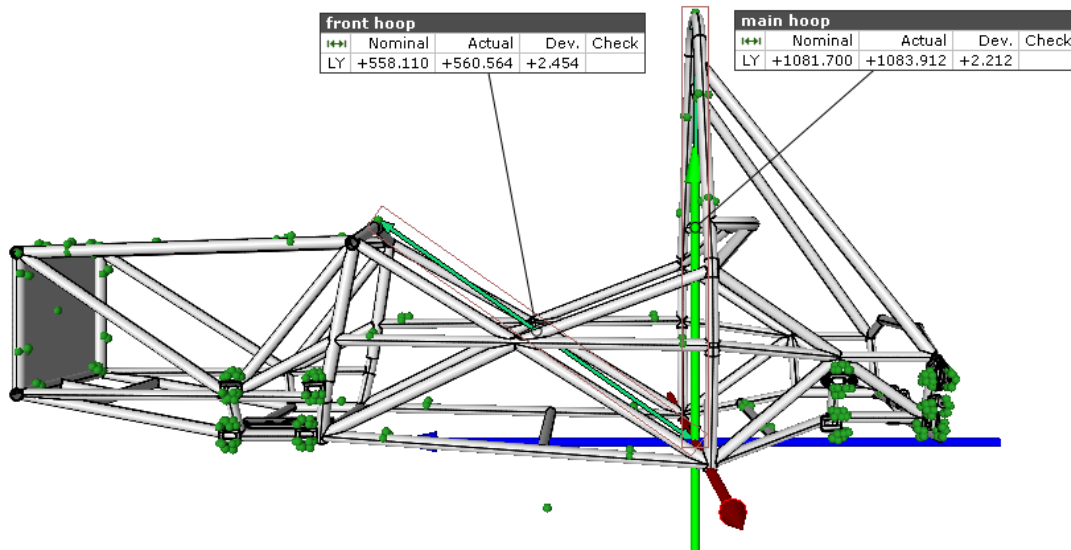 front hoop
Nominal Actual Dev. Check
LY +558.110 +560.564 +2.454
main hoop
Nominal Actual Dev. Check
LY +1081.700 +1083.912 +2.212